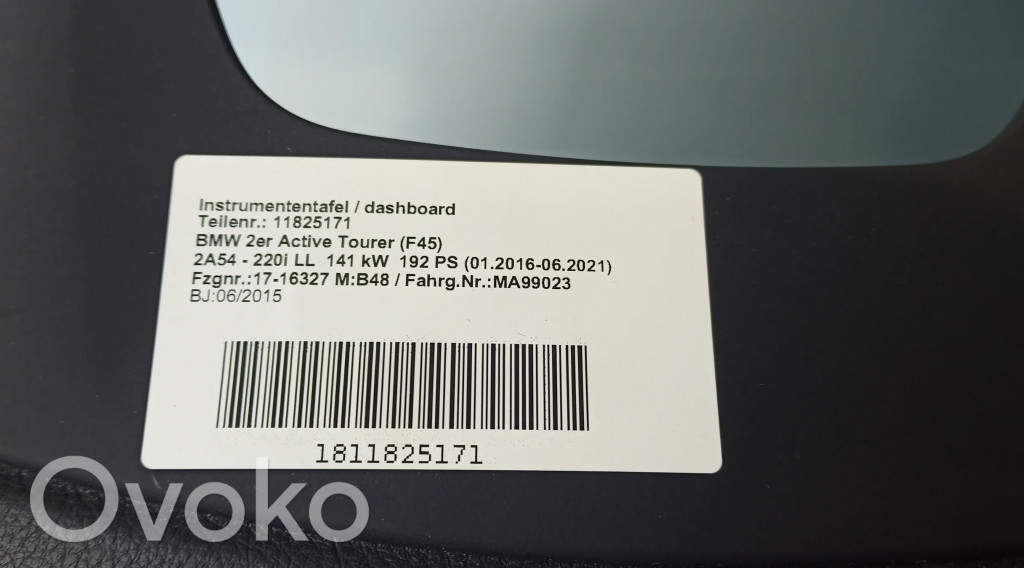 Instrumententafel / dashboard
Teilenr.: 11825171
BMW 2er Active Tourer (F45)
2A54 - 220i LL 141 kW 192 PS (01.2016-06.2021)
Fzgnr.:17-16327 M:B48 / Fahrg.Nr.:MA99023
BJ:06/2015
1811825171
Ovoko